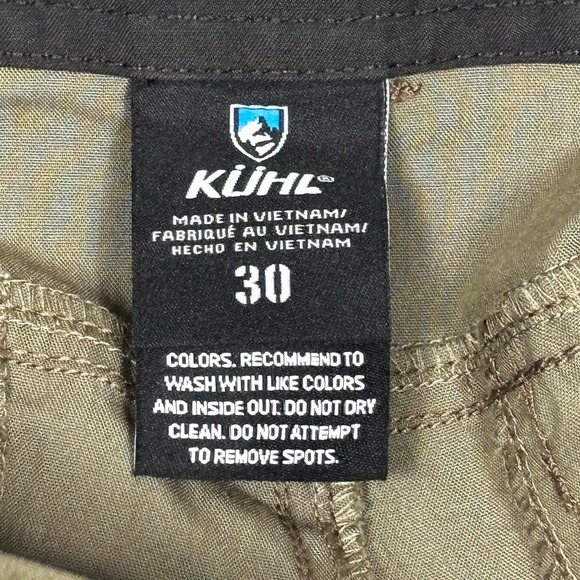 KÜHL®
MADE IN VIETNAM/
FABRIQUÉ AU VIETNAM/
HECHO EN VIETNAM
30
COLORS. RECOMMEND TO
WASH WITH LIKE COLORS
AND INSIDE OUT. DO NOT DRY
CLEAN. DO NOT ATTEMPT
TO REMOVE SPOTS.